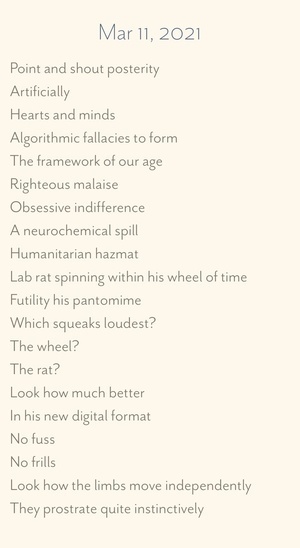 Mar 11, 2021
Point and shout posterity
Artificially
Hearts and minds
Algorithmic fallacies to form
The framework of our age
Righteous malaise
Obsessive indifference
A neurochemical spill
Humanitarian hazmat
Lab rat spinning within his wheel of time
Futility his pantomime
Which squeaks loudest?
The wheel?
The rat?
Look how much better
In his new digital format
No fuss
No frills
Look how the limbs move independently
They prostrate quite instinctively